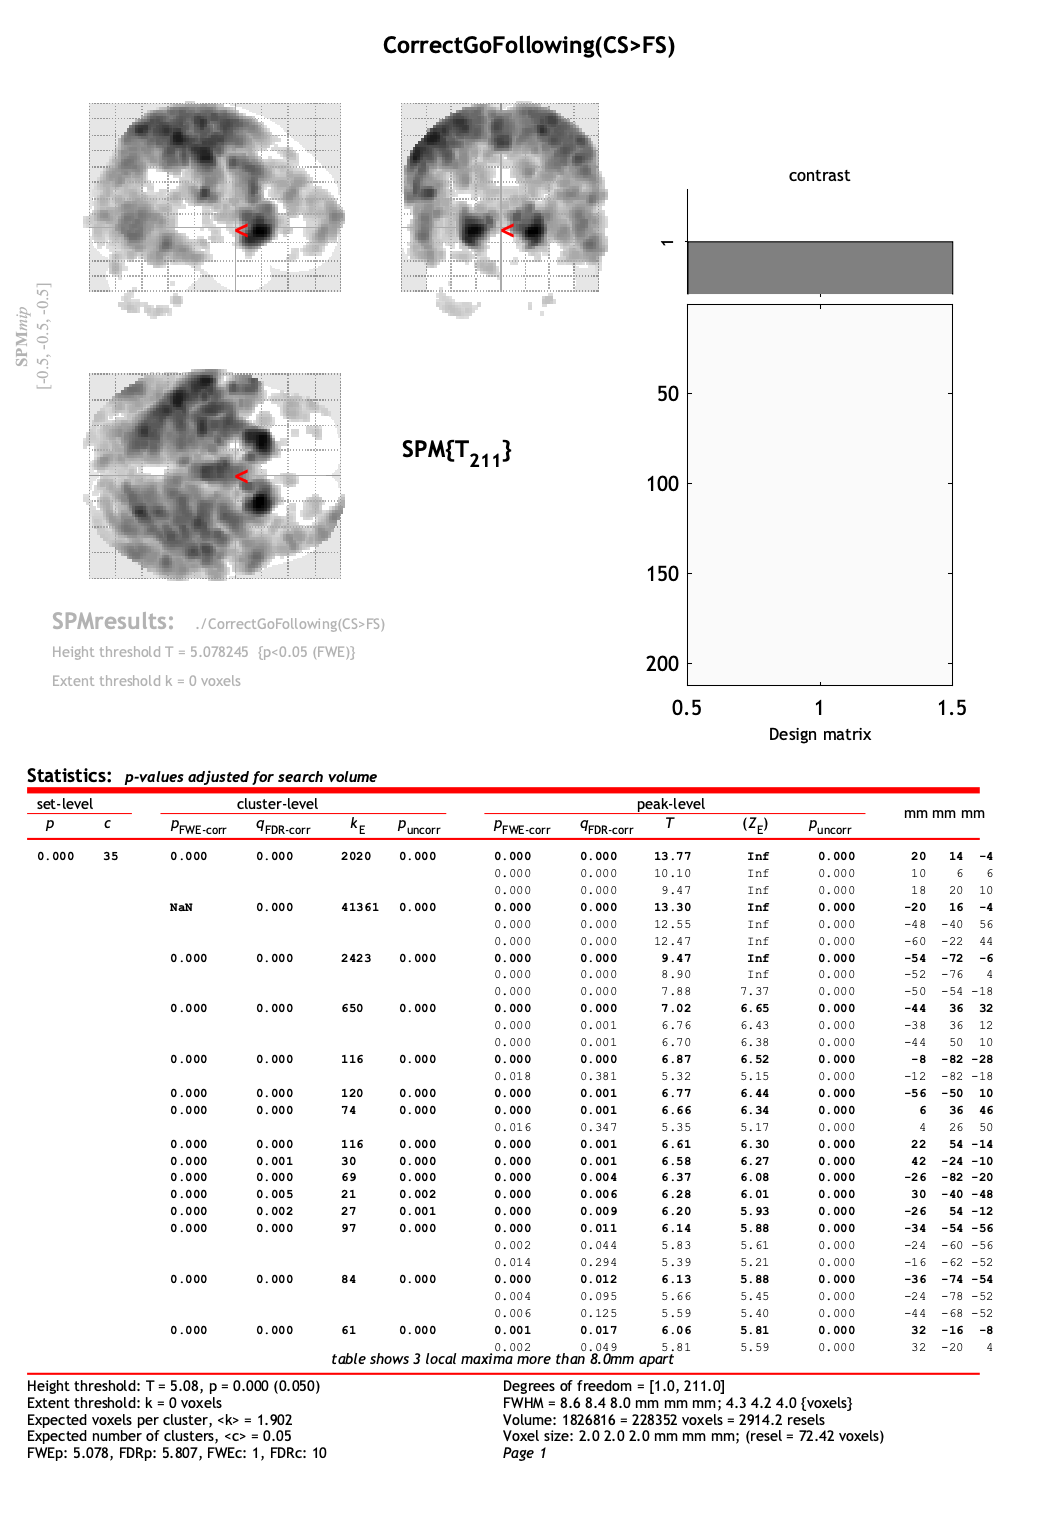 CorrectGoFollowing(CS>FS)
<
<
contrast
1
SPMmip
[-0.5, -0.5, -0.5]
<
SPM{T211}
50
100
150
200
0.5 1 1.5
Design matrix
SPMresults: ./CorrectGoFollowing(CS>FS)
Height threshold T = 5.078245 {p<0.05 (FWE)}
Extent threshold k = 0 voxels
Statistics: p-values adjusted for search volume
set-level cluster-level peak-level mm mm mm
p c pFWE-corr qFDR-corr kE puncorr pFWE-corr qFDR-corr T (ZE) puncorr
0.000 35 0.000 0.000 2020 0.000 0.000 0.000 13.77 Inf 0.000 20 14 -4
0.000 0.000 10.10 Inf 0.000 10 6 6
0.000 0.000 9.47 Inf 0.000 18 20 10
NaN 0.000 41361 0.000 0.000 0.000 13.30 Inf 0.000 -20 16 -4
0.000 0.000 12.55 Inf 0.000 -48 -40 56
0.000 0.000 12.47 Inf 0.000 -60 -22 44
0.000 0.000 2423 0.000 0.000 0.000 9.47 Inf 0.000 -54 -72 -6
0.000 0.000 8.90 Inf 0.000 -52 -76 4
0.000 0.000 7.88 7.37 0.000 -50 -54 -18
0.000 0.000 650 0.000 0.000 0.000 7.02 6.65 0.000 -44 36 32
0.000 0.001 6.76 6.43 0.000 -38 36 12
0.000 0.001 6.70 6.38 0.000 -44 50 10
0.000 0.000 116 0.000 0.000 0.000 6.87 6.52 0.000 -8 -82 -28
0.018 0.381 5.32 5.15 0.000 -12 -82 -18
0.000 0.000 120 0.000 0.000 0.001 6.77 6.44 0.000 -56 -50 10
0.000 0.000 74 0.000 0.000 0.001 6.66 6.34 0.000 6 36 46
0.016 0.347 5.35 5.17 0.000 4 26 50
0.000 0.000 116 0.000 0.000 0.001 6.61 6.30 0.000 22 54 -14
0.000 0.001 30 0.000 0.000 0.001 6.58 6.27 0.000 42 -24 -10
0.000 0.000 69 0.000 0.000 0.004 6.37 6.08 0.000 -26 -82 -20
0.000 0.005 21 0.002 0.000 0.006 6.28 6.01 0.000 30 -40 -48
0.000 0.002 27 0.001 0.000 0.009 6.20 5.93 0.000 -26 54 -12
0.000 0.000 97 0.000 0.000 0.011 6.14 5.88 0.000 -34 -54 -56
0.002 0.044 5.83 5.61 0.000 -24 -60 -56
0.014 0.294 5.39 5.21 0.000 -16 -62 -52
0.000 0.000 84 0.000 0.000 0.012 6.13 5.88 0.000 -36 -74 -54
0.004 0.095 5.66 5.45 0.000 -24 -78 -52
0.006 0.125 5.59 5.40 0.000 -44 -68 -52
0.000 0.000 61 0.000 0.001 0.017 6.06 5.81 0.000 32 -16 -8
0.002 0.049 5.81 5.59 0.000 32 -20 4
table shows 3 local maxima more than 8.0mm apart
Height threshold: T = 5.08, p = 0.000 (0.050)
Extent threshold: k = 0 voxels
Expected voxels per cluster, <k> = 1.902
Expected number of clusters, <c> = 0.05
FWEp: 5.078, FDRp: 5.807, FWEc: 1, FDRc: 10
Degrees of freedom = [1.0, 211.0]
FWHM = 8.6 8.4 8.0 mm mm mm; 4.3 4.2 4.0 {voxels}
Volume: 1826816 = 228352 voxels = 2914.2 resels
Voxel size: 2.0 2.0 2.0 mm mm mm; (resel = 72.42 voxels)
Page 1